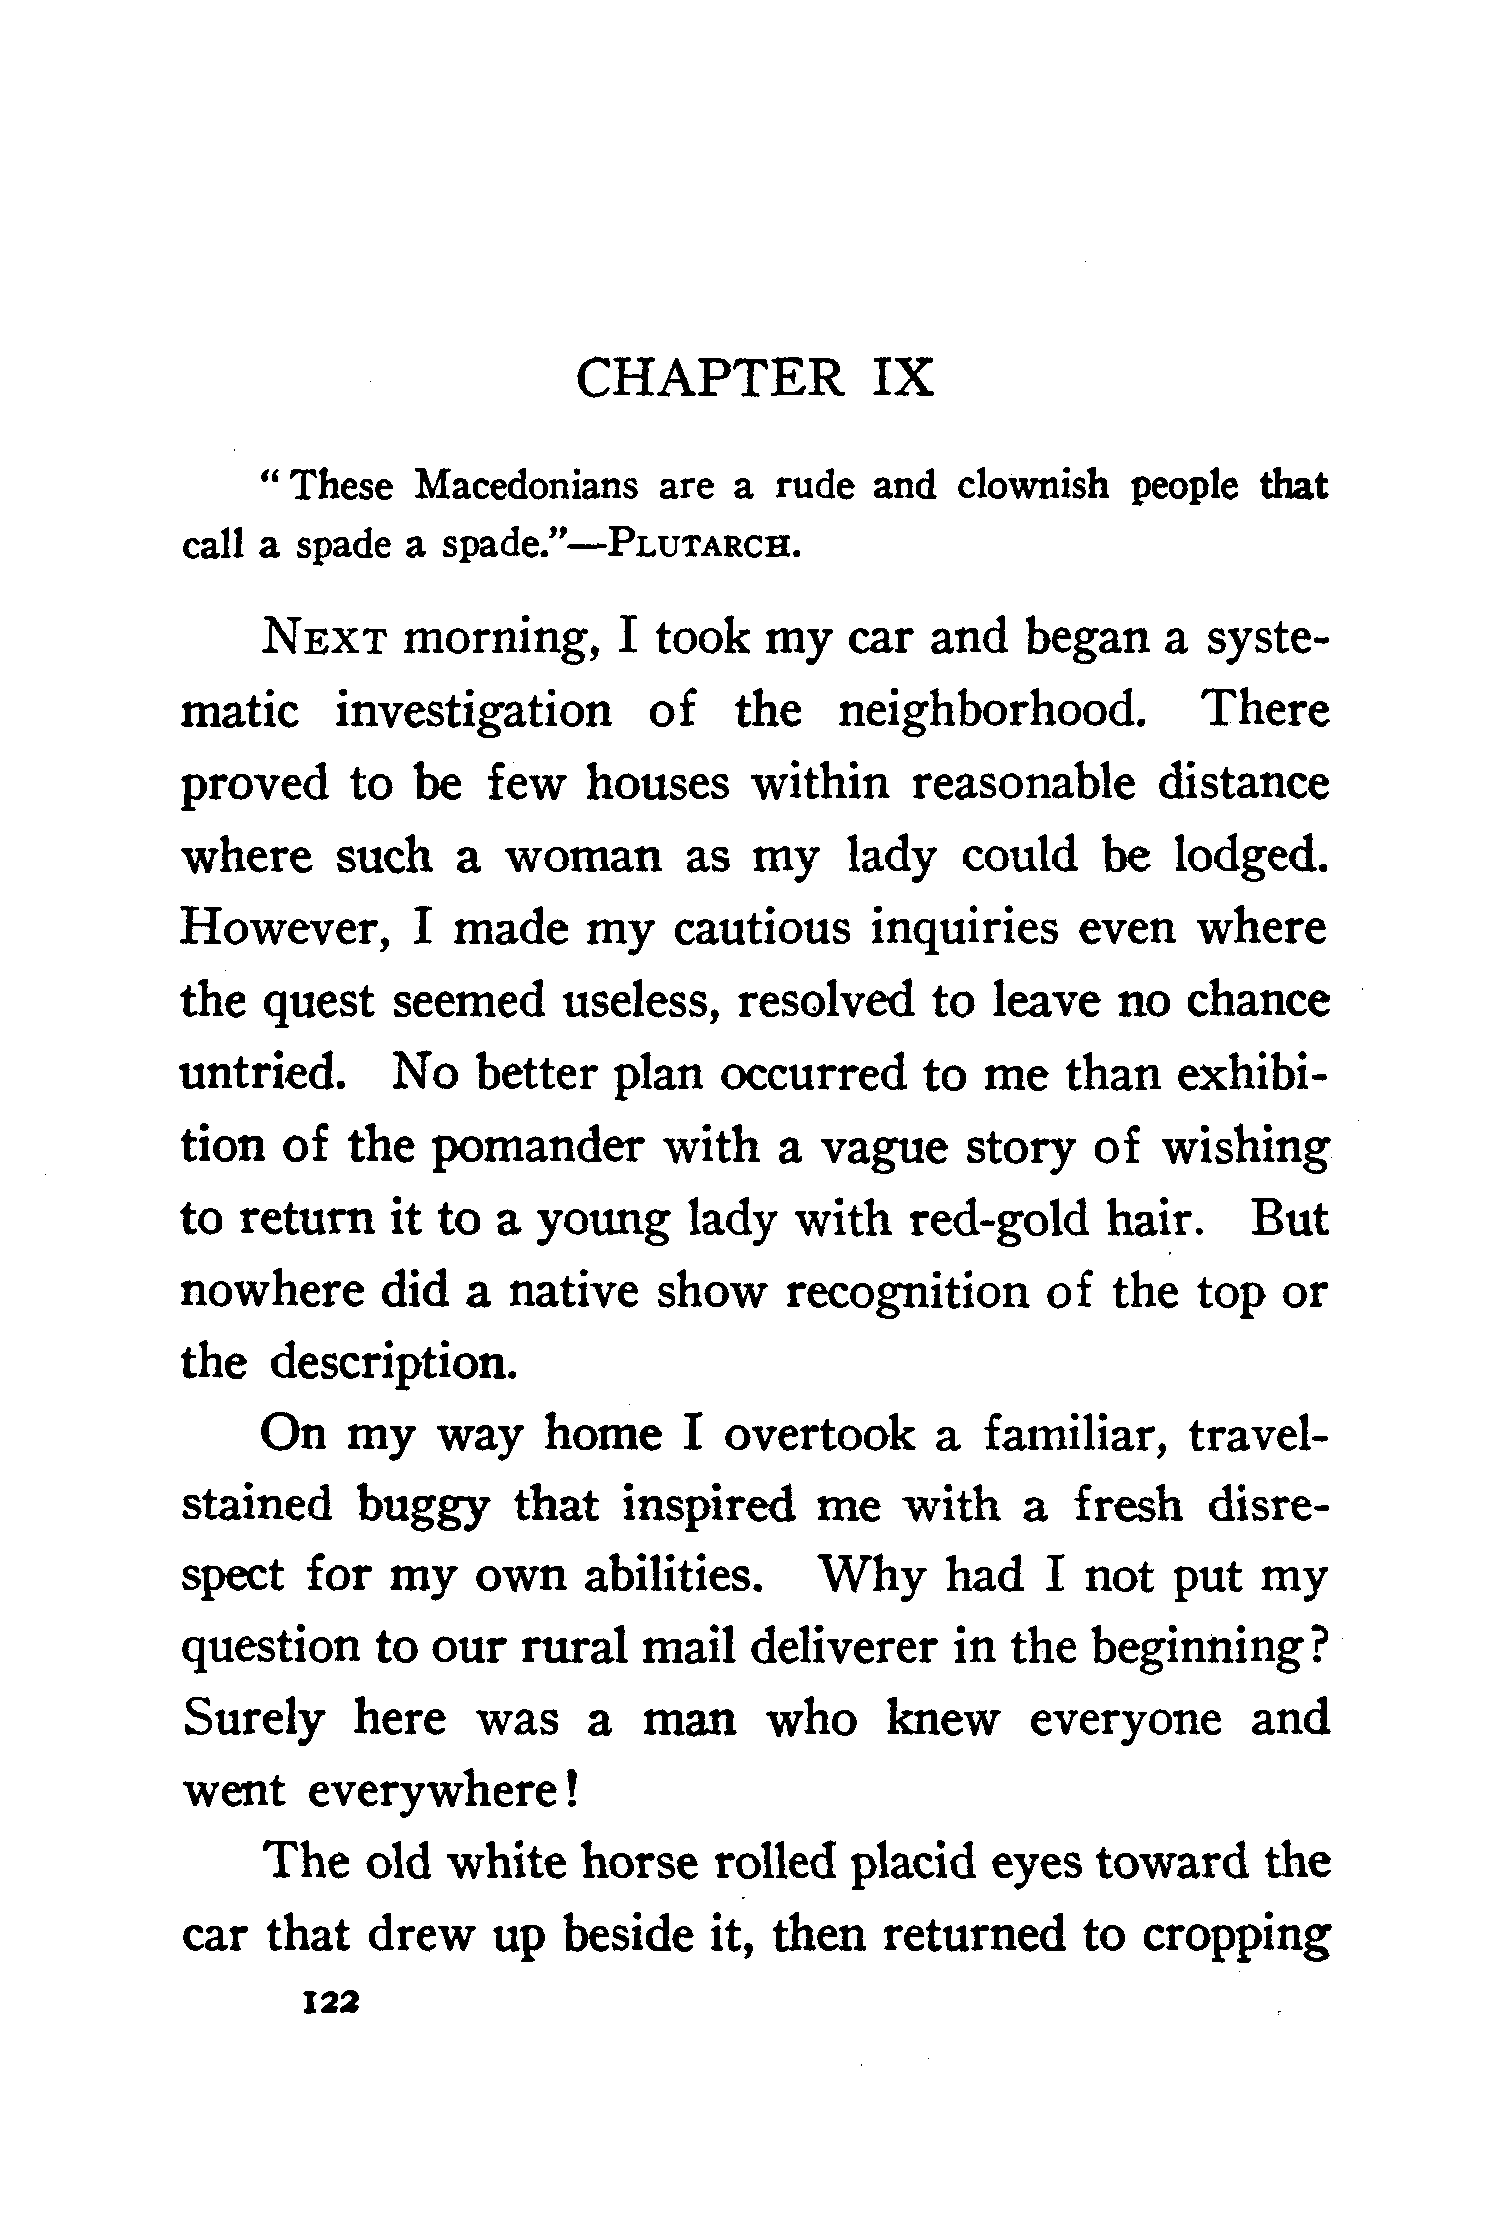 CHAPTER IX
“These Macedonians are a rude and clownish people that
call a spade a spade.”—PLUTARCH.
NEXT morning, I took my car and began a syste-
matic investigation of the neighborhood. There
proved to be few houses within reasonable distance
where such a woman as my lady could be lodged.
However, I made my cautious inquiries even where
the quest seemed useless, resolved to leave no chance
untried. No better plan occurred to me than exhibi-
tion of the pomander with a vague story of wishing
to return it to a young lady with red-gold hair. But
nowhere did a native show recognition of the top or
the description.
On my way home I overtook a familiar, travel-
stained buggy that inspired me with a fresh disre-
spect for my own abilities. Why had I not put my
question to our rural mail deliverer in the beginning?
Surely here was a man who knew everyone and
went everywhere!
The old white horse rolled placid eyes toward the
car that drew up beside it, then returned to cropping
122